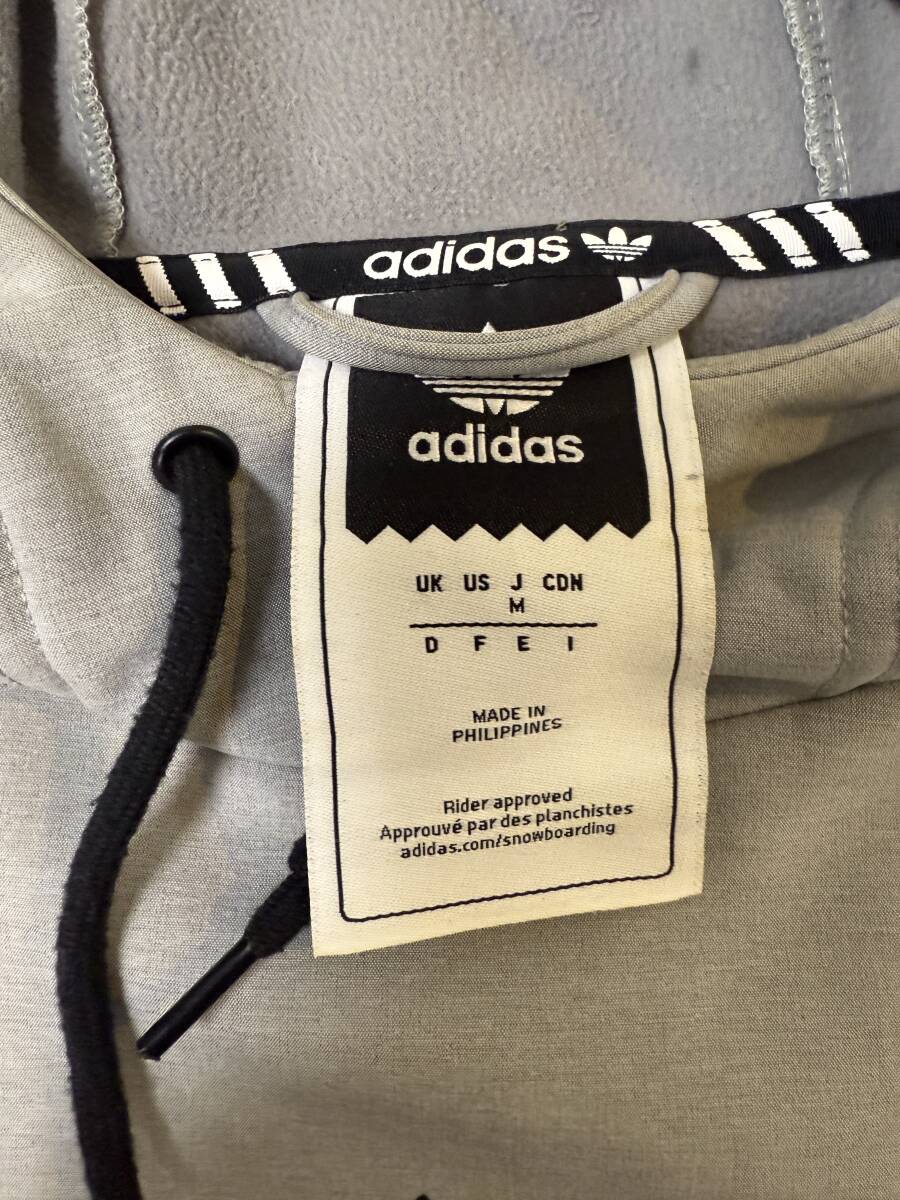 adidas
adidas
UK US J CDN
M
D F E I
MADE IN
PHILIPPINES
Rider approved
Approuvé par des planchistes
adidas.com/snowboarding